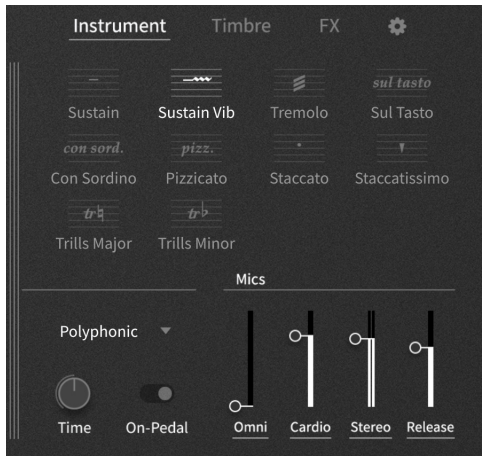 Instrument Timbre FX
sul tasto
Sustain Sustain Vib Tremolo Sul Tasto
con sord. pizz.
Con Sordino Pizzicato Staccato Staccatissimo
tr♮ tr♭
Trills Major Trills Minor
Mics
Polyphonic
Time On-Pedal Omni Cardio Stereo Release